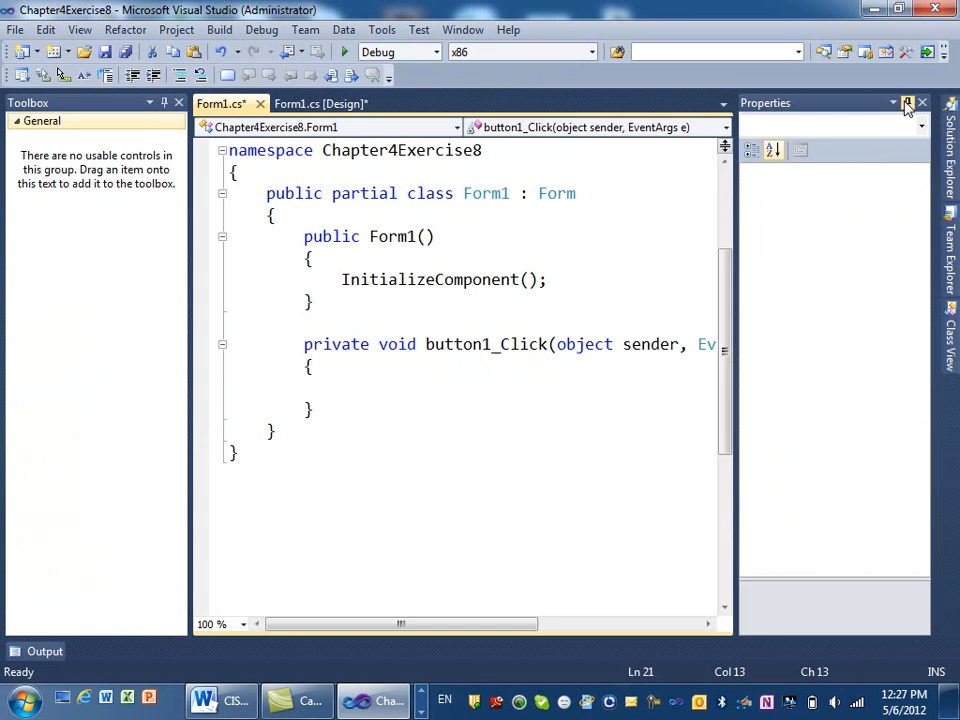 Chapter4Exercise8 - Microsoft Visual Studio (Administrator)
File Edit View Refactor Project Build Debug Team Data Tools Test Window Help
Debug x86
Toolbox
General
There are no usable controls in
this group. Drag an item onto
this text to add it to the toolbox.
Form1.cs* Form1.cs [Design]*
Chapter4Exercise8.Form1 button1_Click(object sender, EventArgs e)
namespace Chapter4Exercise8
{
public partial class Form1 : Form
{
public Form1()
{
InitializeComponent();
}
private void button1_Click(object sender, Ev
{
}
}
}
100 %
Properties
Solution Explorer
Team Explorer
Class View
Output
Ready Ln 21 Col 13 Ch 13 INS
CIS... Ca... Cha...
EN
12:27 PM
5/6/2012